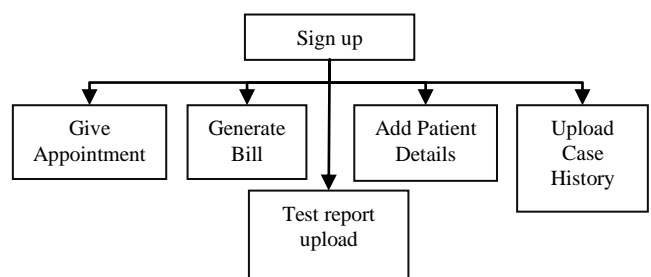 Sign up
Give
Appointment
Generate
Bill
Add Patient
Details
Upload
Case
History
Test report
upload